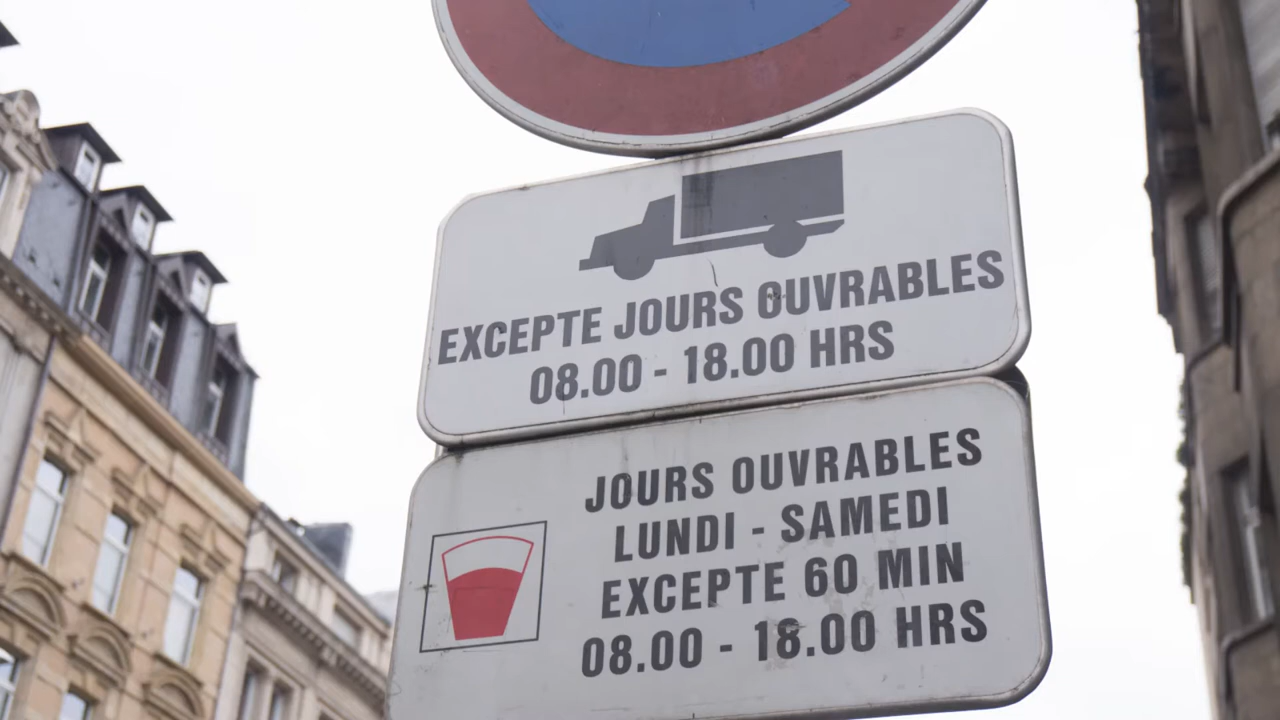 EXCEPTE JOURS OUVRABLES
08.00 - 18.00 HRS
JOURS OUVRABLES
LUNDI - SAMEDI
EXCEPTE 60 MIN
08.00 - 18.00 HRS